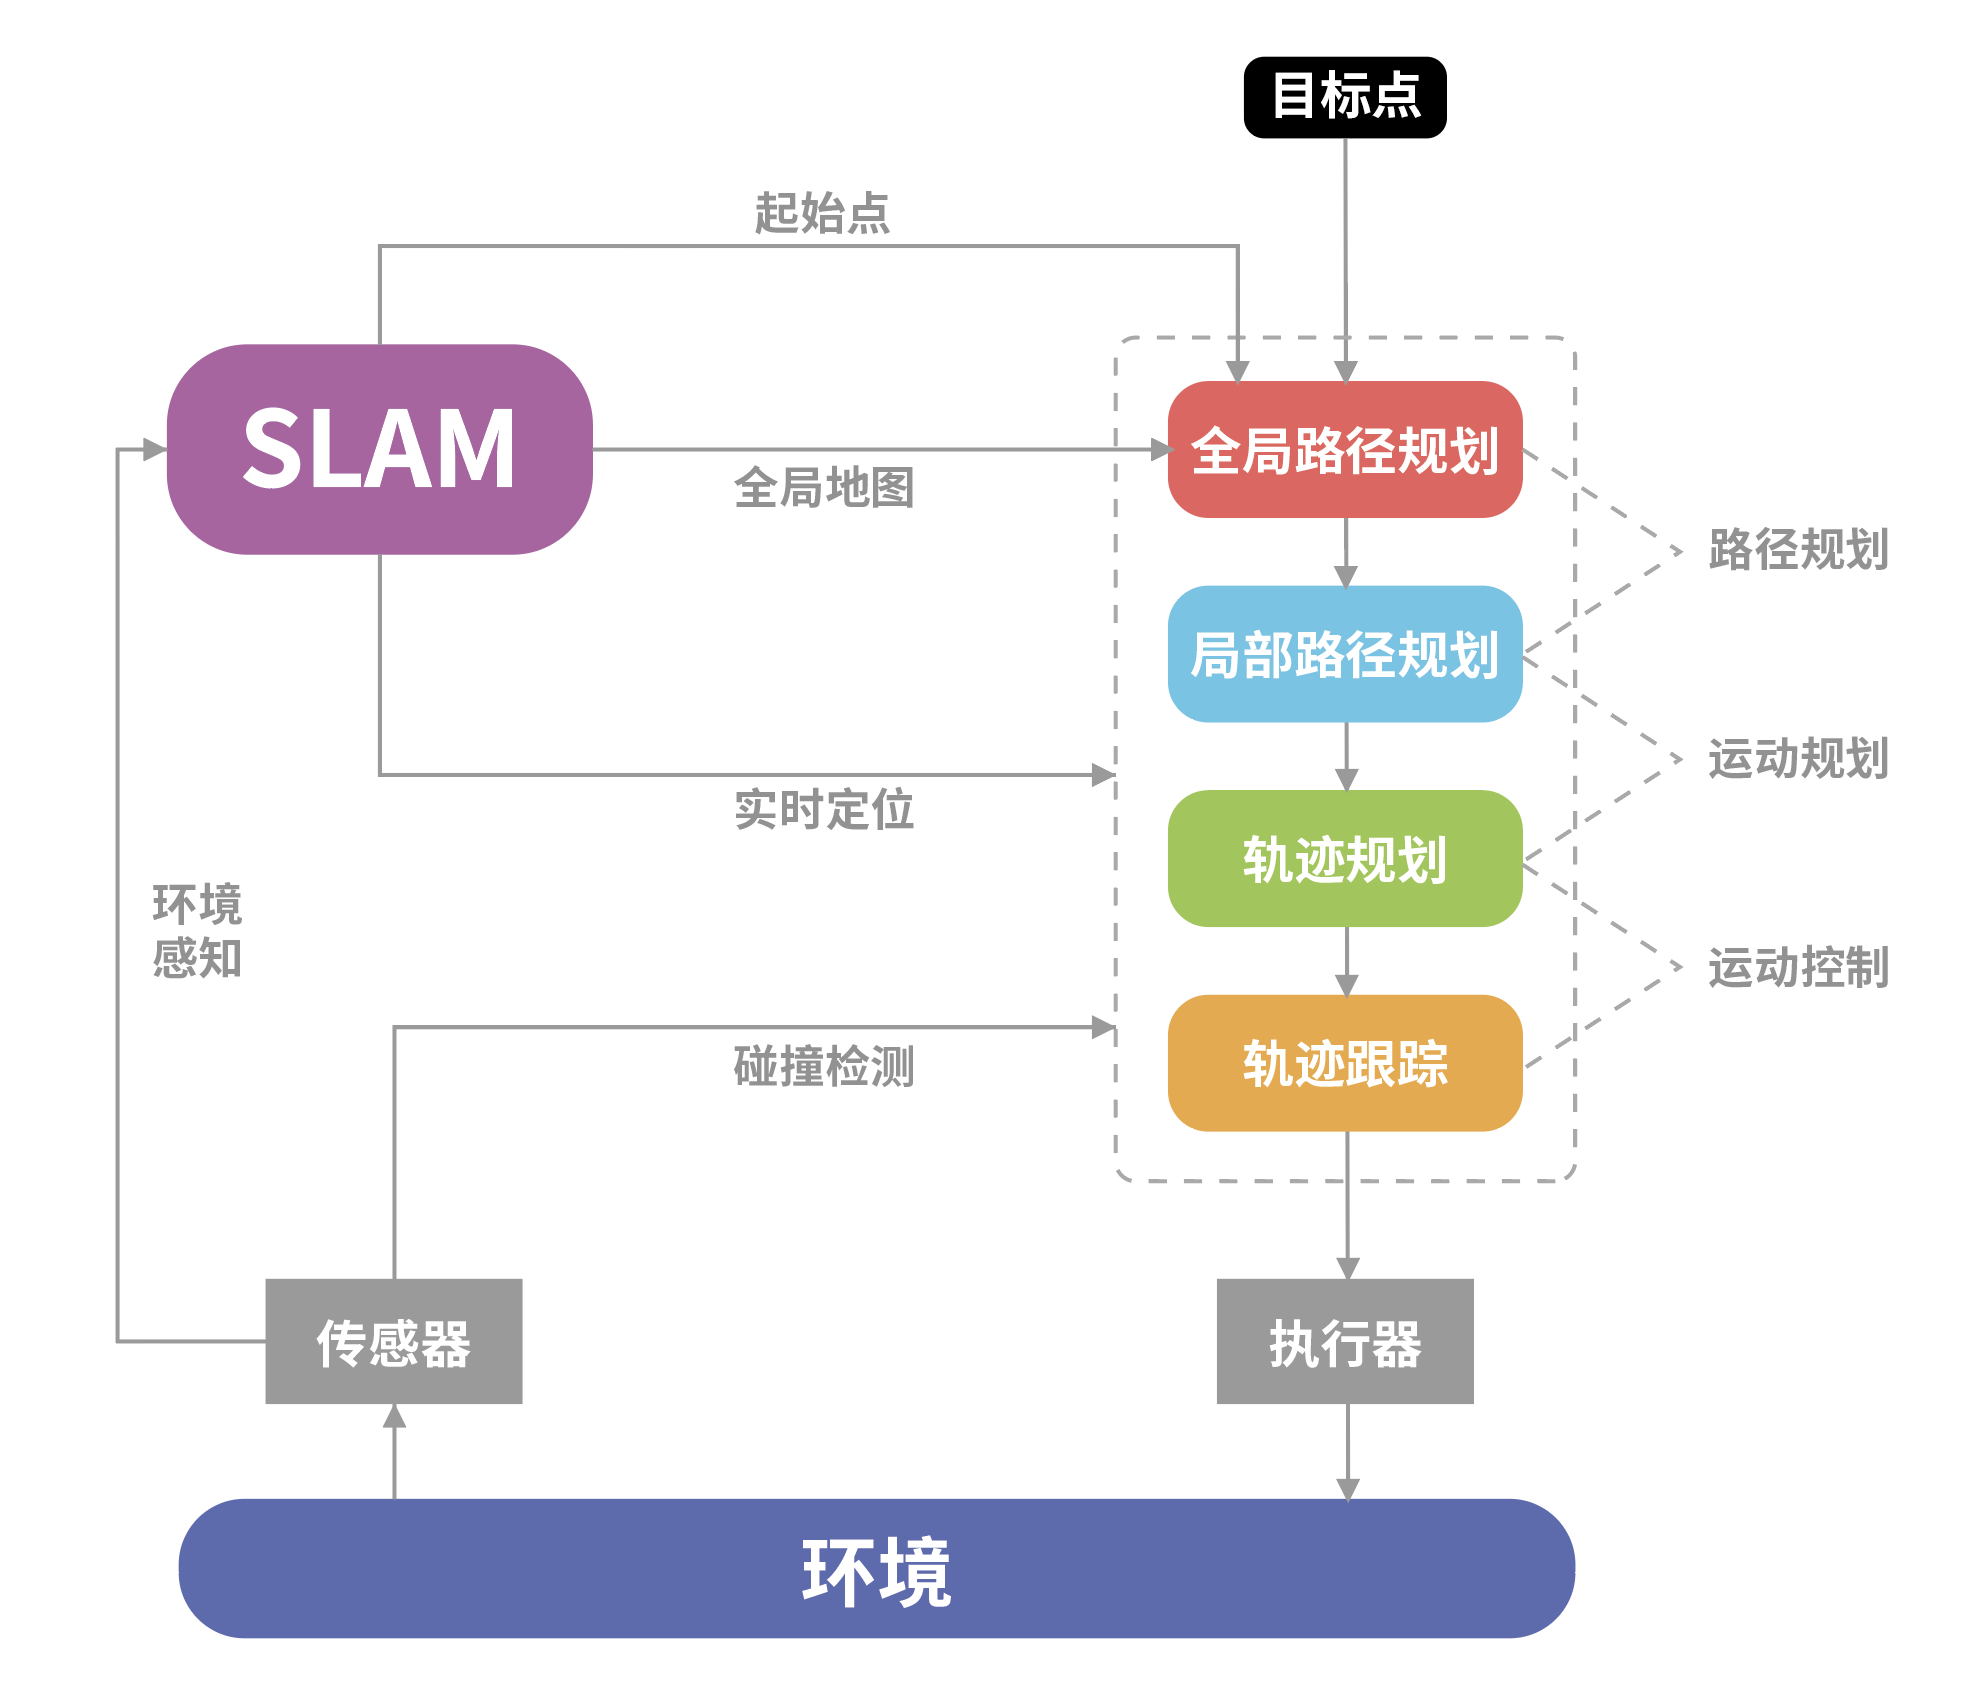 目标点
起始点
SLAM
全局地图
全局路径规划
路径规划
局部路径规划
实时定位
运动规划
轨迹规划
环境
感知
运动控制
碰撞检测
轨迹跟踪
传感器
执行器
环境